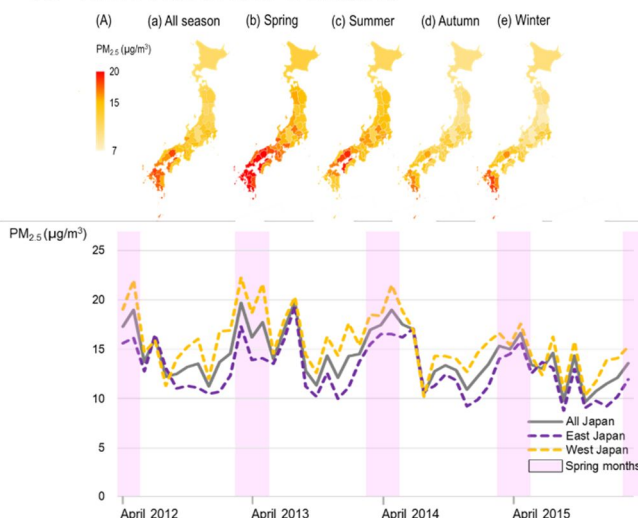 (A) (a) All season (b) Spring (c) Summer (d) Autumn (e) Winter
PM2.5 (µg/m³)
20
15
7
PM2.5 (µg/m³)
25
20
15
10
5
0
All Japan
East Japan
West Japan
Spring months
April 2012 April 2013 April 2014 April 2015